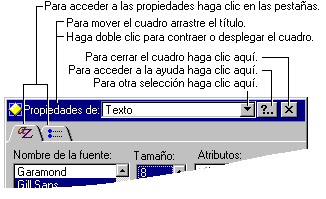 Para acceder a las propiedades haga clic en las pestañas.
Para mover el cuadro arrastre el título.
Haga doble clic para contraer o desplegar el cuadro.
Para cerrar el cuadro haga clic aquí.
Para acceder a la ayuda haga clic aquí.
Para otra selección haga clic aquí.
Propiedades de: Texto ?..
Nombre de la fuente: Tamaño: Atributos:
Garamond 8
Gill Sans